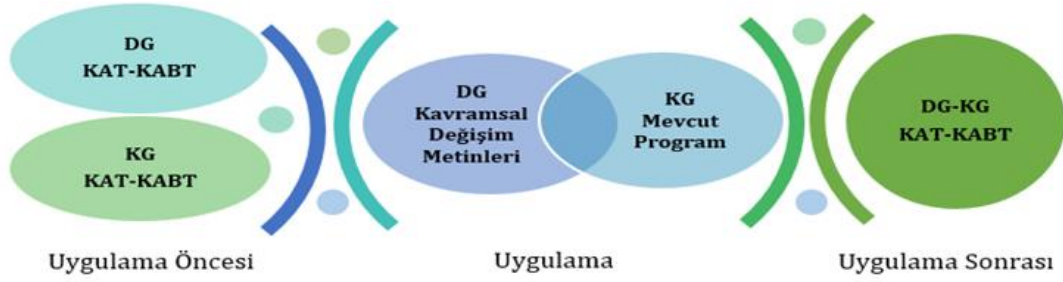 DG
KAT-KABT
KG
KAT-KABT
Uygulama Öncesi
DG
Kavramsal
Değişim
Metinleri
KG
Mevcut
Program
Uygulama
DG-KG
KAT-KABT
Uygulama Sonrası